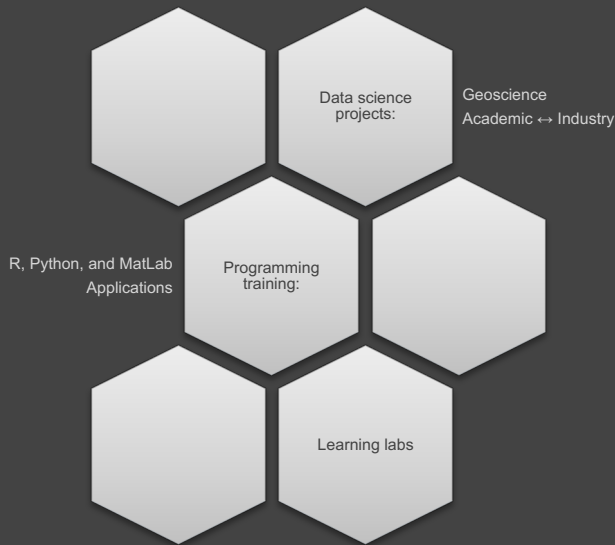 Data science
projects:
Geoscience
Academic ↔ Industry
R, Python, and MatLab
Applications
Programming
training:
Learning labs